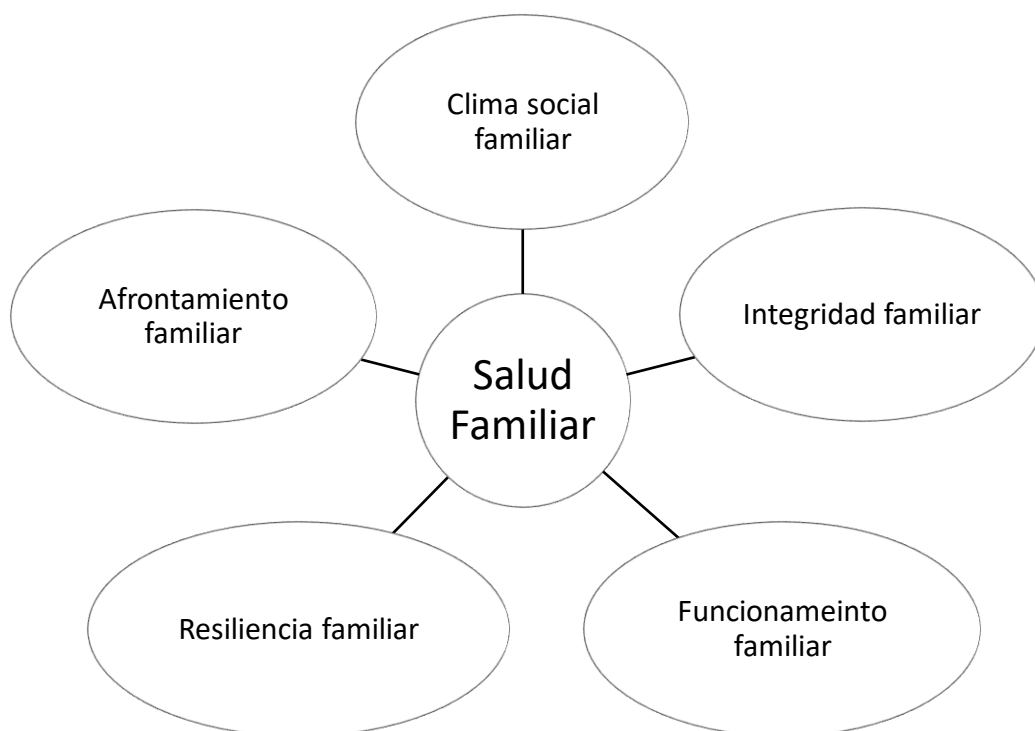 Clima social
familiar
Afrontamiento
familiar
Integridad familiar
Salud
Familiar
Resiliencia familiar
Funcionameinto
familiar